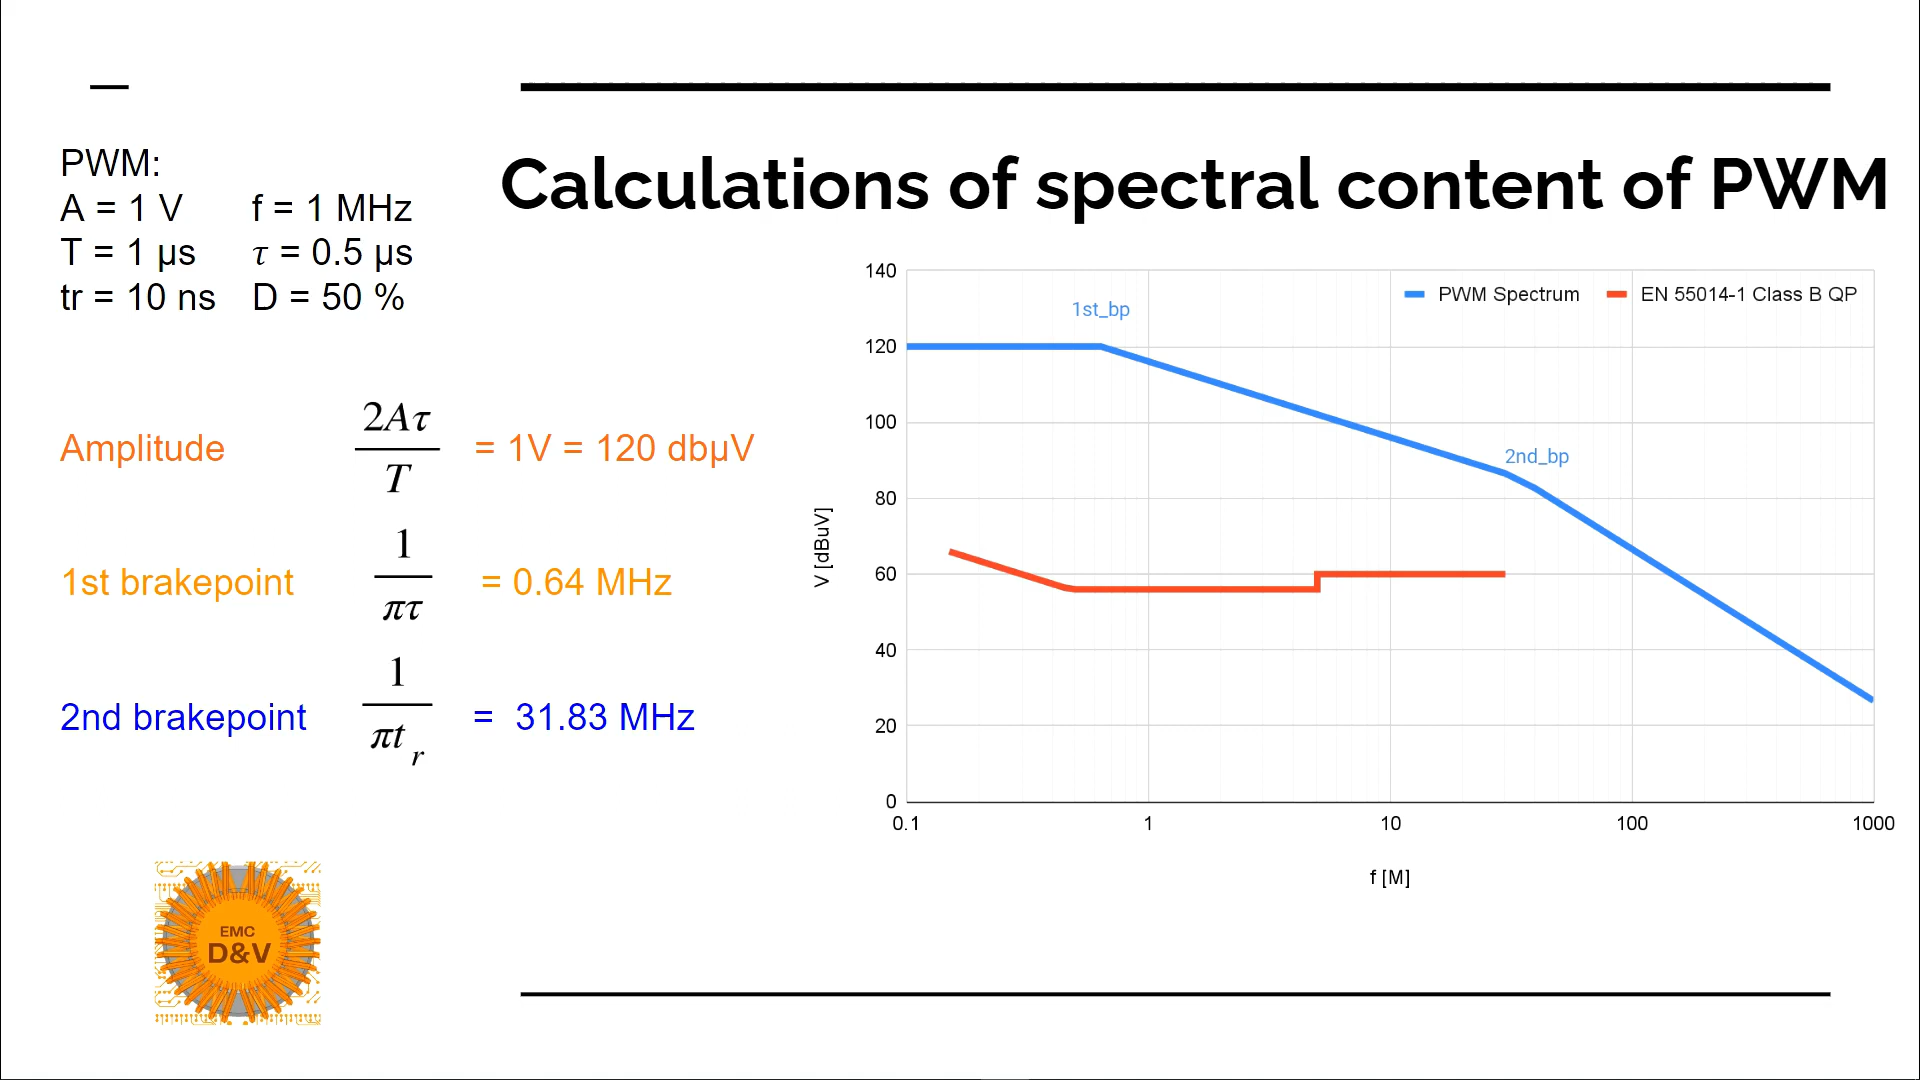 PWM:
A = 1 V f = 1 MHz
T = 1 µs τ = 0.5 µs
tr = 10 ns D = 50 %
Calculations of spectral content of PWM
Amplitude 2Aτ/T = 1V = 120 dbµV
1st brakepoint 1/πτ = 0.64 MHz
2nd brakepoint 1/πt_r = 31.83 MHz
PWM Spectrum EN 55014-1 Class B QP
1st_bp
2nd_bp
V [dBuV]
140
120
100
80
60
40
20
0
0.1 1 10 100 1000
f [M]
EMC
D&V